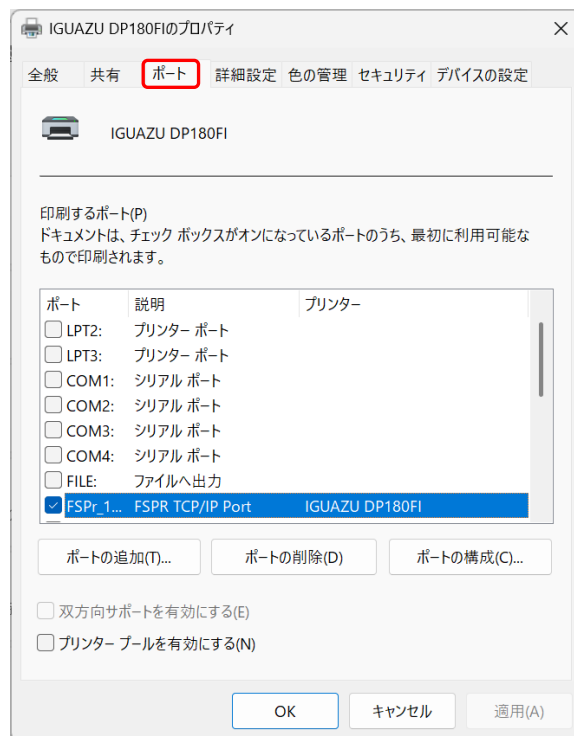 IGUAZU DP180FIのプロパティ
全般 共有 ポート 詳細設定 色の管理 セキュリティ デバイスの設定
IGUAZU DP180FI
印刷するポート(P)
ドキュメントは、チェック ボックスがオンになっているポートのうち、最初に利用可能な
もので印刷されます。
ポート 説明 プリンター
LPT2: プリンター ポート
LPT3: プリンター ポート
COM1: シリアル ポート
COM2: シリアル ポート
COM3: シリアル ポート
COM4: シリアル ポート
FILE: ファイルへ出力
FSPr_1... FSPR TCP/IP Port IGUAZU DP180FI
ポートの追加(T)... ポートの削除(D) ポートの構成(C)...
双方向サポートを有効にする(E)
プリンター プールを有効にする(N)
OK キャンセル 適用(A)